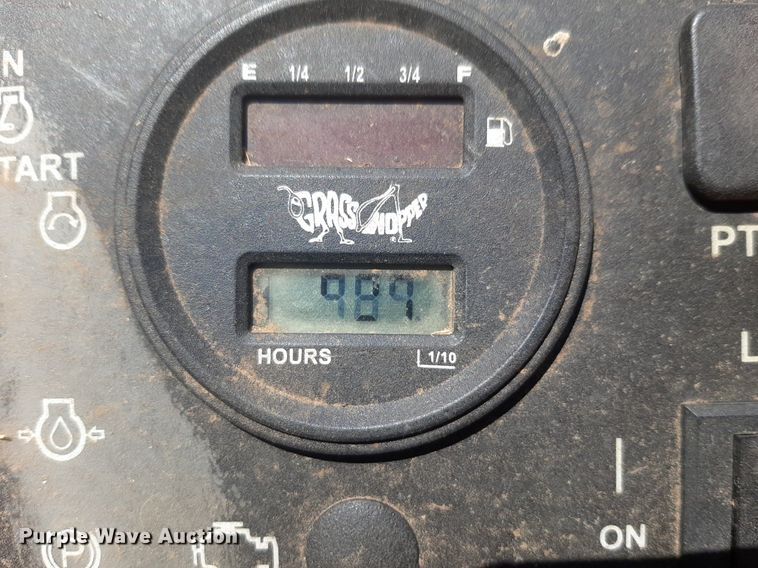 E 1/4 1/2 3/4 F
N
START
GRASSHOPPER
PT
989
HOURS 1/10
L
P
ON
Purple Wave Auction